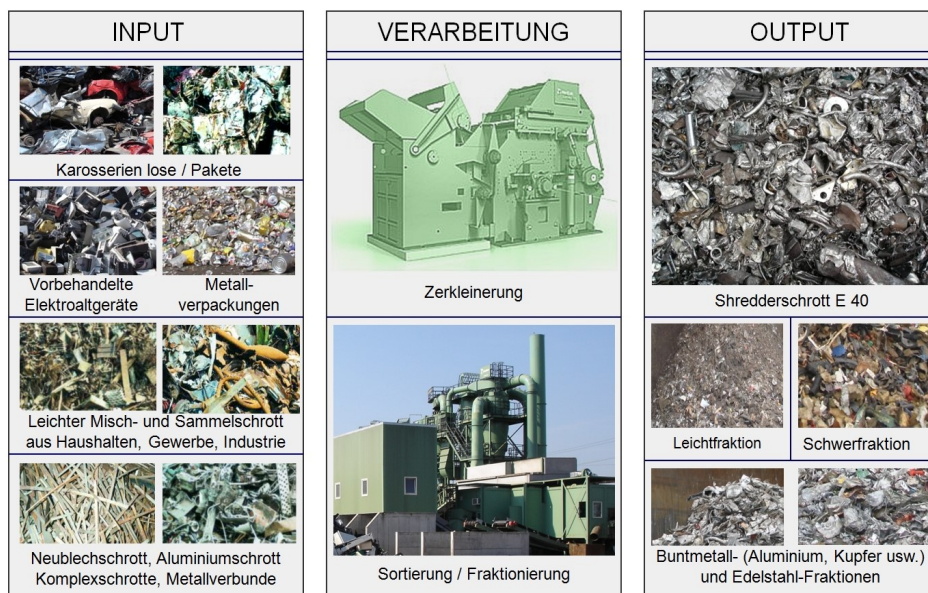 INPUT
Karosserien lose / Pakete
Vorbehandelte
Elektroaltgeräte
Metall-
verpackungen
Leichter Misch- und Sammelschrott
aus Haushalten, Gewerbe, Industrie
Neublechschrott, Aluminiumschrott
Komplexschrotte, Metallverbunde
VERARBEITUNG
Zerkleinerung
Sortierung / Fraktionierung
OUTPUT
Shredderschrott E 40
Leichtfraktion
Schwerfraktion
Buntmetall- (Aluminium, Kupfer usw.)
und Edelstahl-Fraktionen